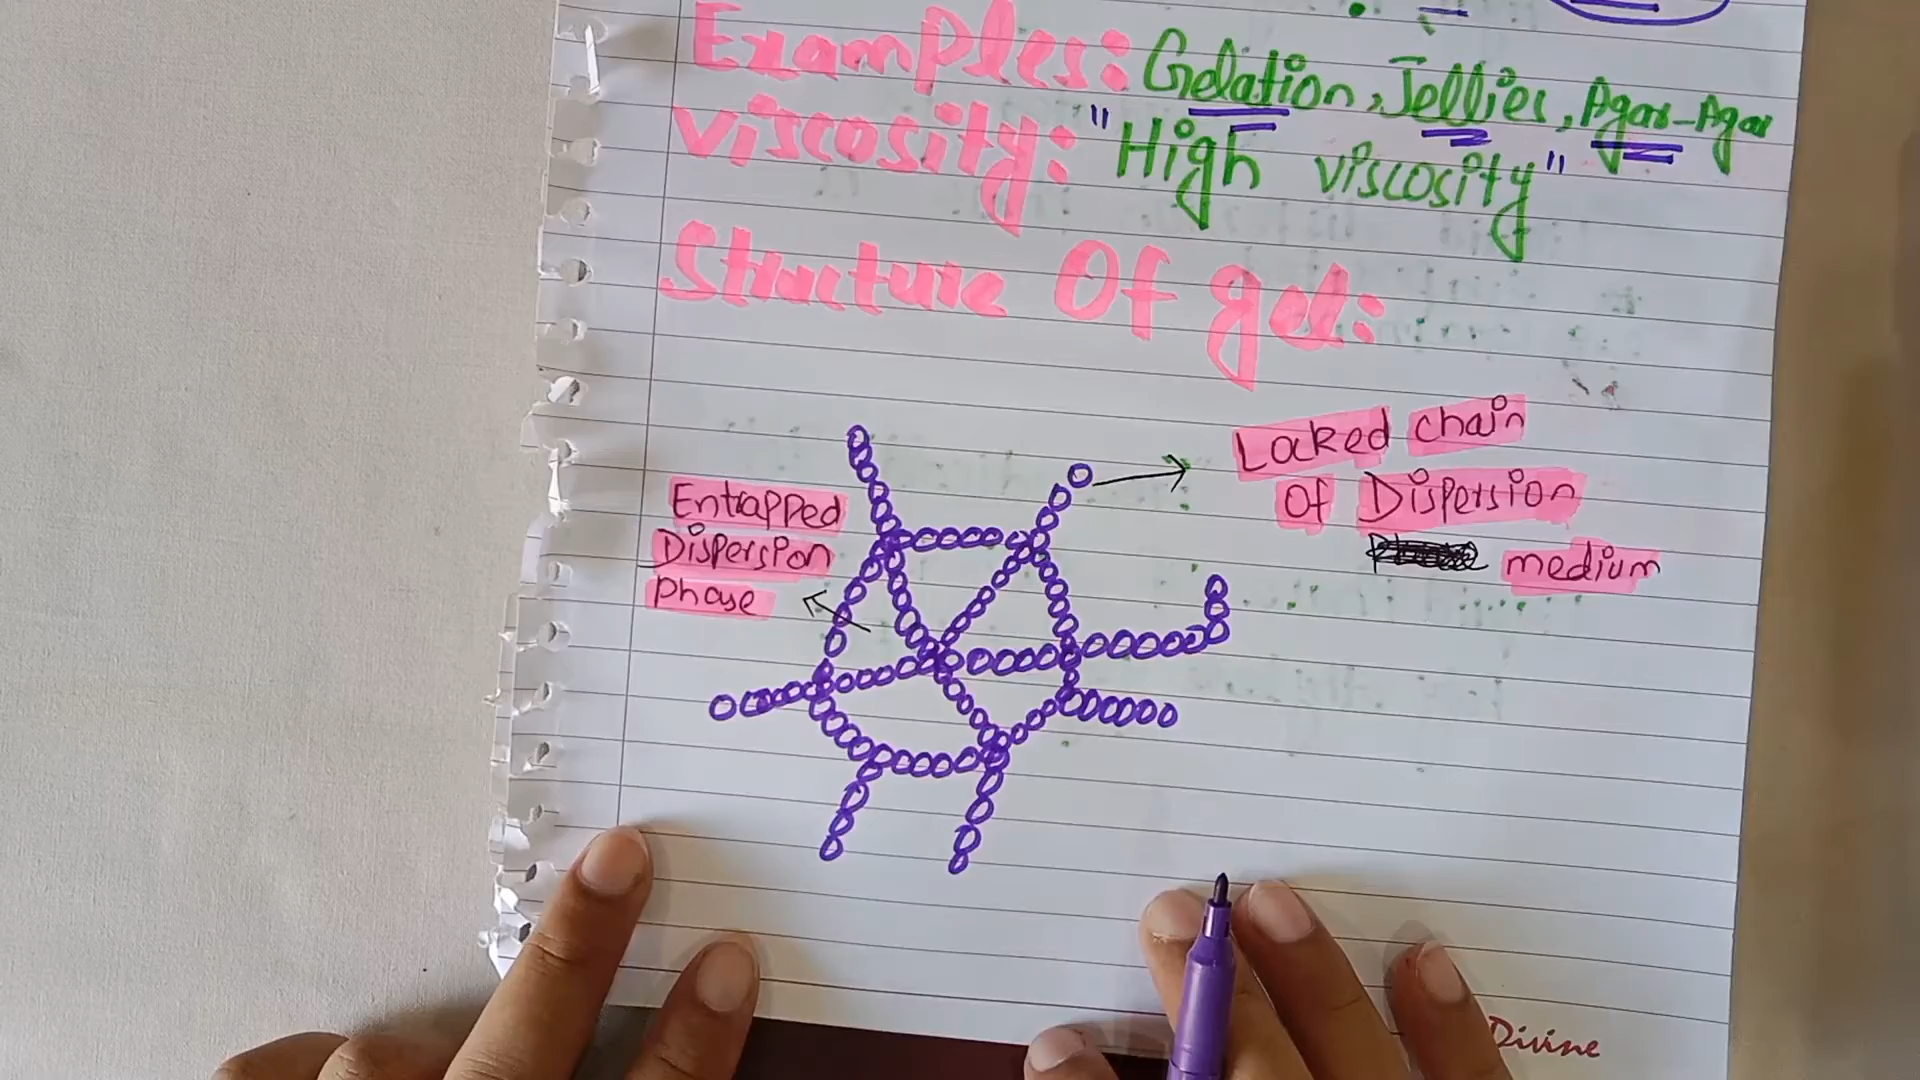 Examples: Gelation, Jellies, Agar-Agar
viscosity: "High viscosity"
Structure Of gel:
Locked chain
Of Dispersion
medium
Entrapped
Dispersion
Phase
Divine